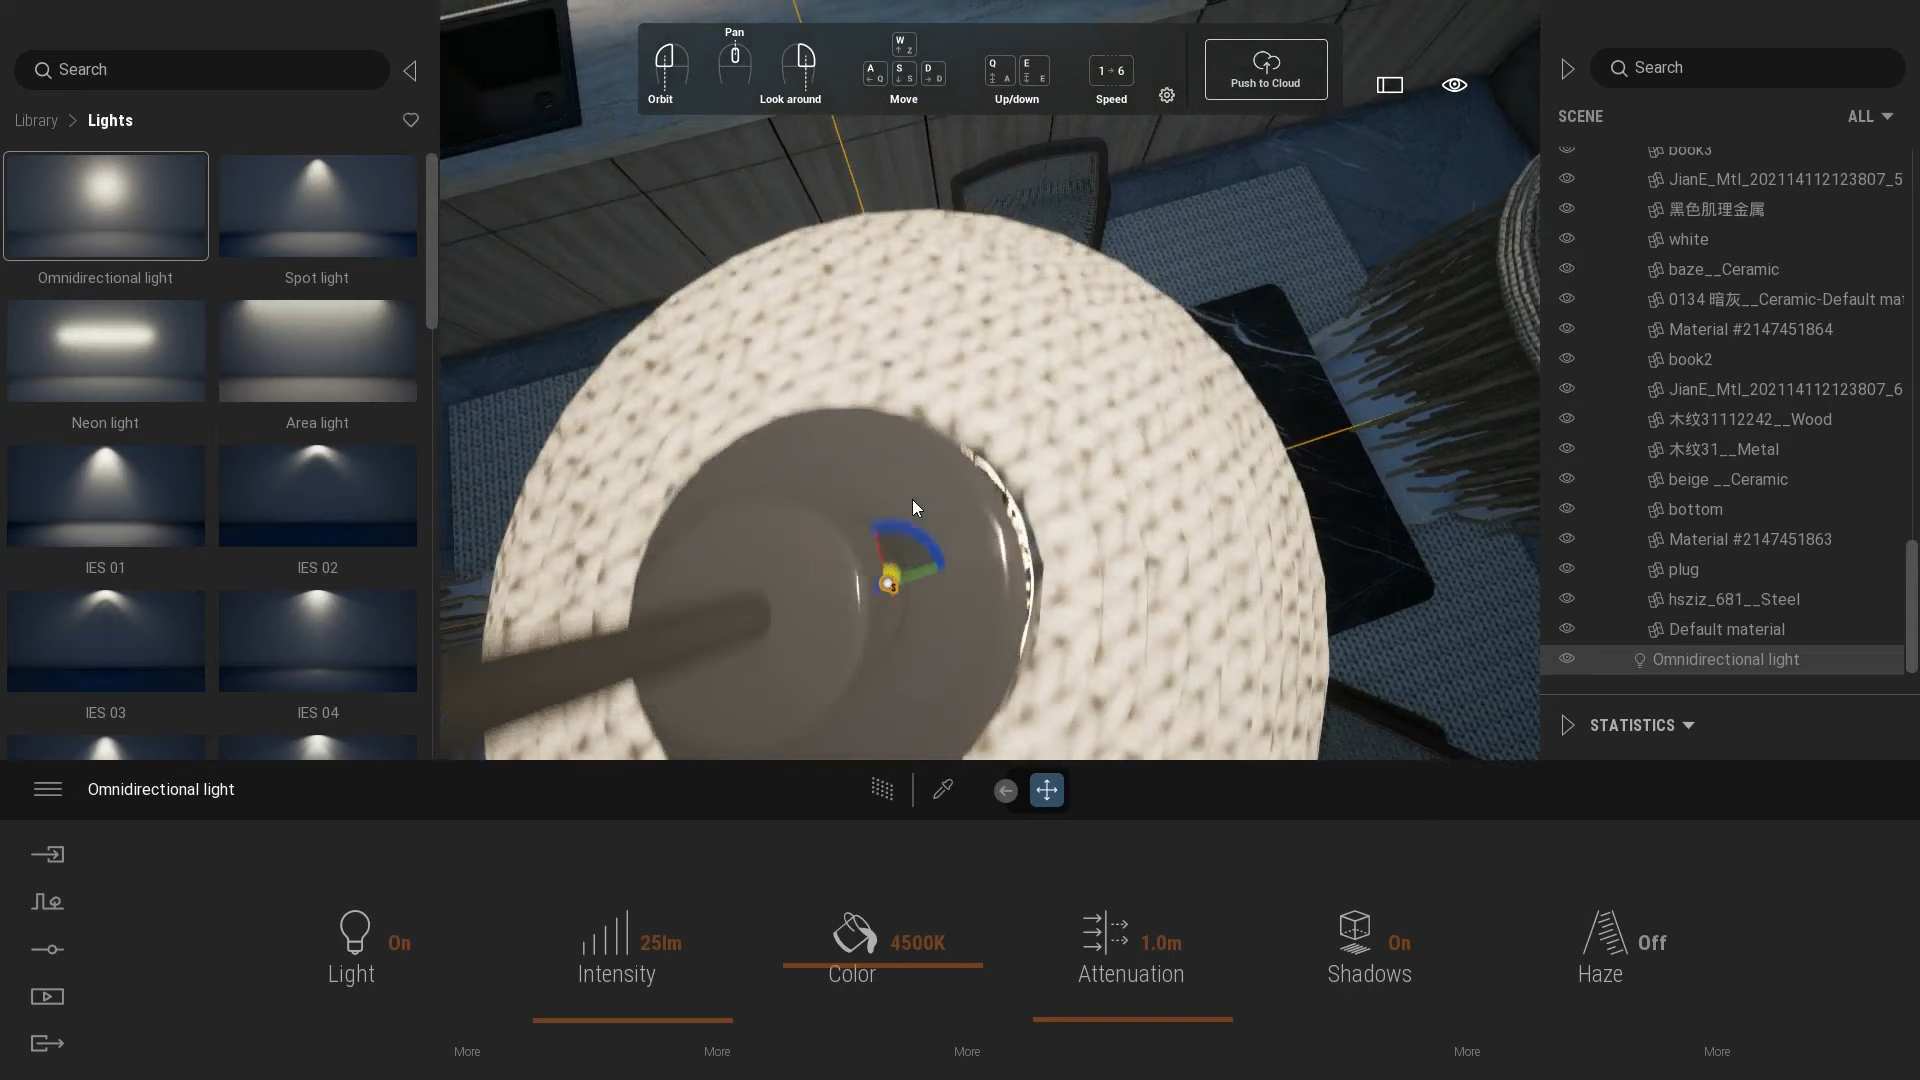 Search
Library > Lights
Omnidirectional light
Spot light
Neon light
Area light
IES 01
IES 02
IES 03
IES 04
Pan
Orbit
Look around
W
Z
A
Q
S
S
D
D
Move
Q
A
E
E
Up/down
1 → 6
Speed
Push to Cloud
Search
SCENE
ALL
book3
JianE_Mtl_202114112123807_5
黑色肌理金属
white
baze__Ceramic
0134 暗灰__Ceramic-Default mat
Material #2147451864
book2
JianE_Mtl_202114112123807_6
木纹31112242__Wood
木纹31__Metal
beige __Ceramic
bottom
Material #2147451863
plug
hsziz_681__Steel
Default material
Omnidirectional light
STATISTICS
Omnidirectional light
On
Light
25lm
Intensity
4500K
Color
1.0m
Attenuation
On
Shadows
Off
Haze
More
More
More
More
More